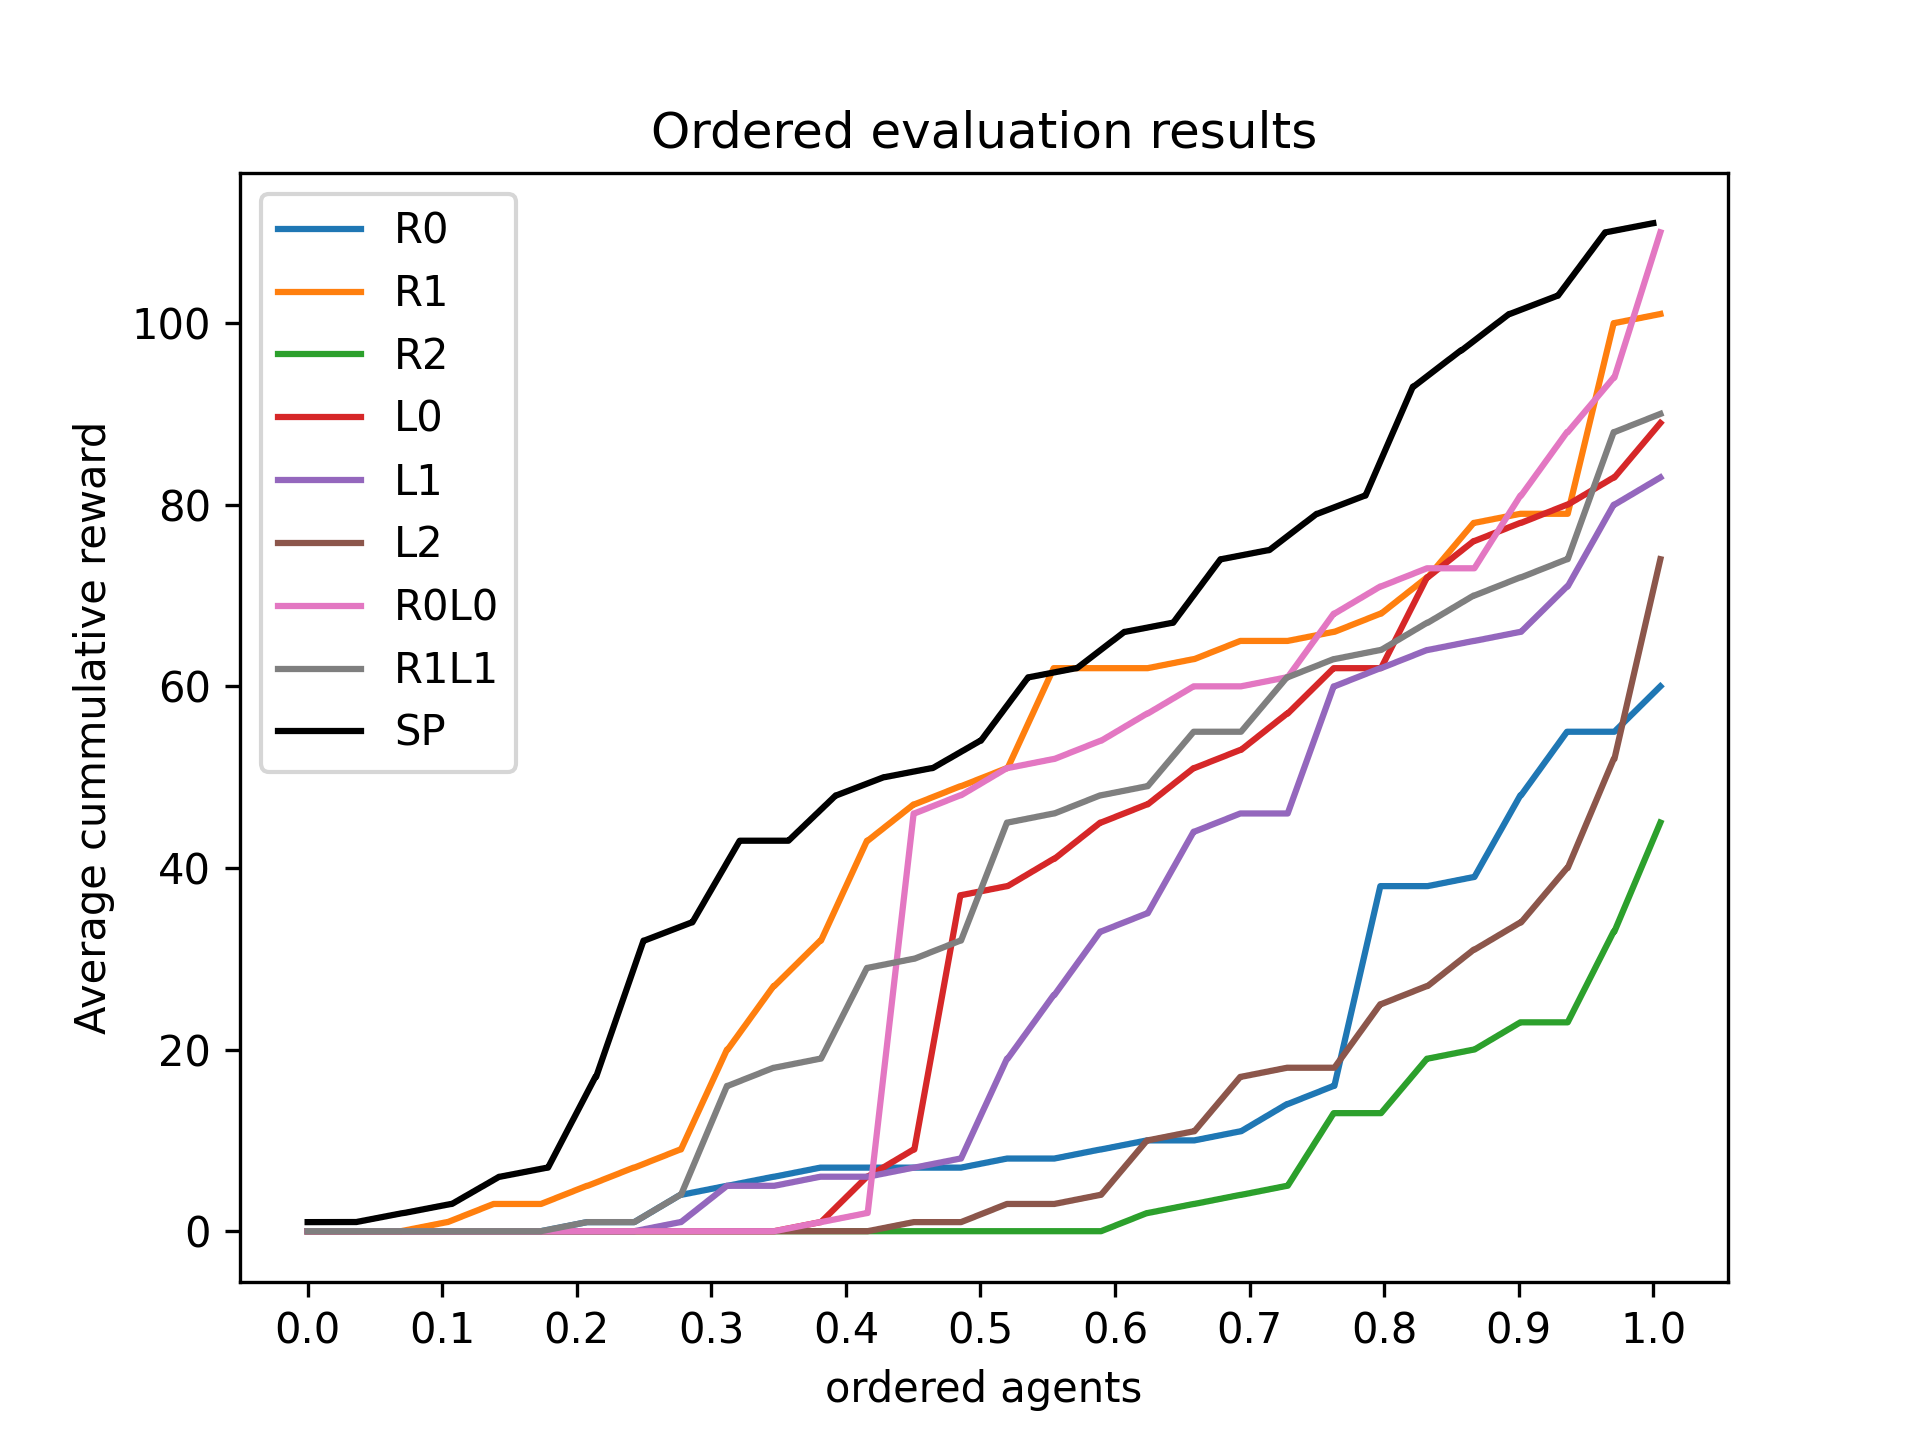 Ordered evaluation results
R0
R1
R2
L0
L1
L2
R0L0
R1L1
SP
Average cummulative reward
100
80
60
40
20
0
0.0 0.1 0.2 0.3 0.4 0.5 0.6 0.7 0.8 0.9 1.0
ordered agents